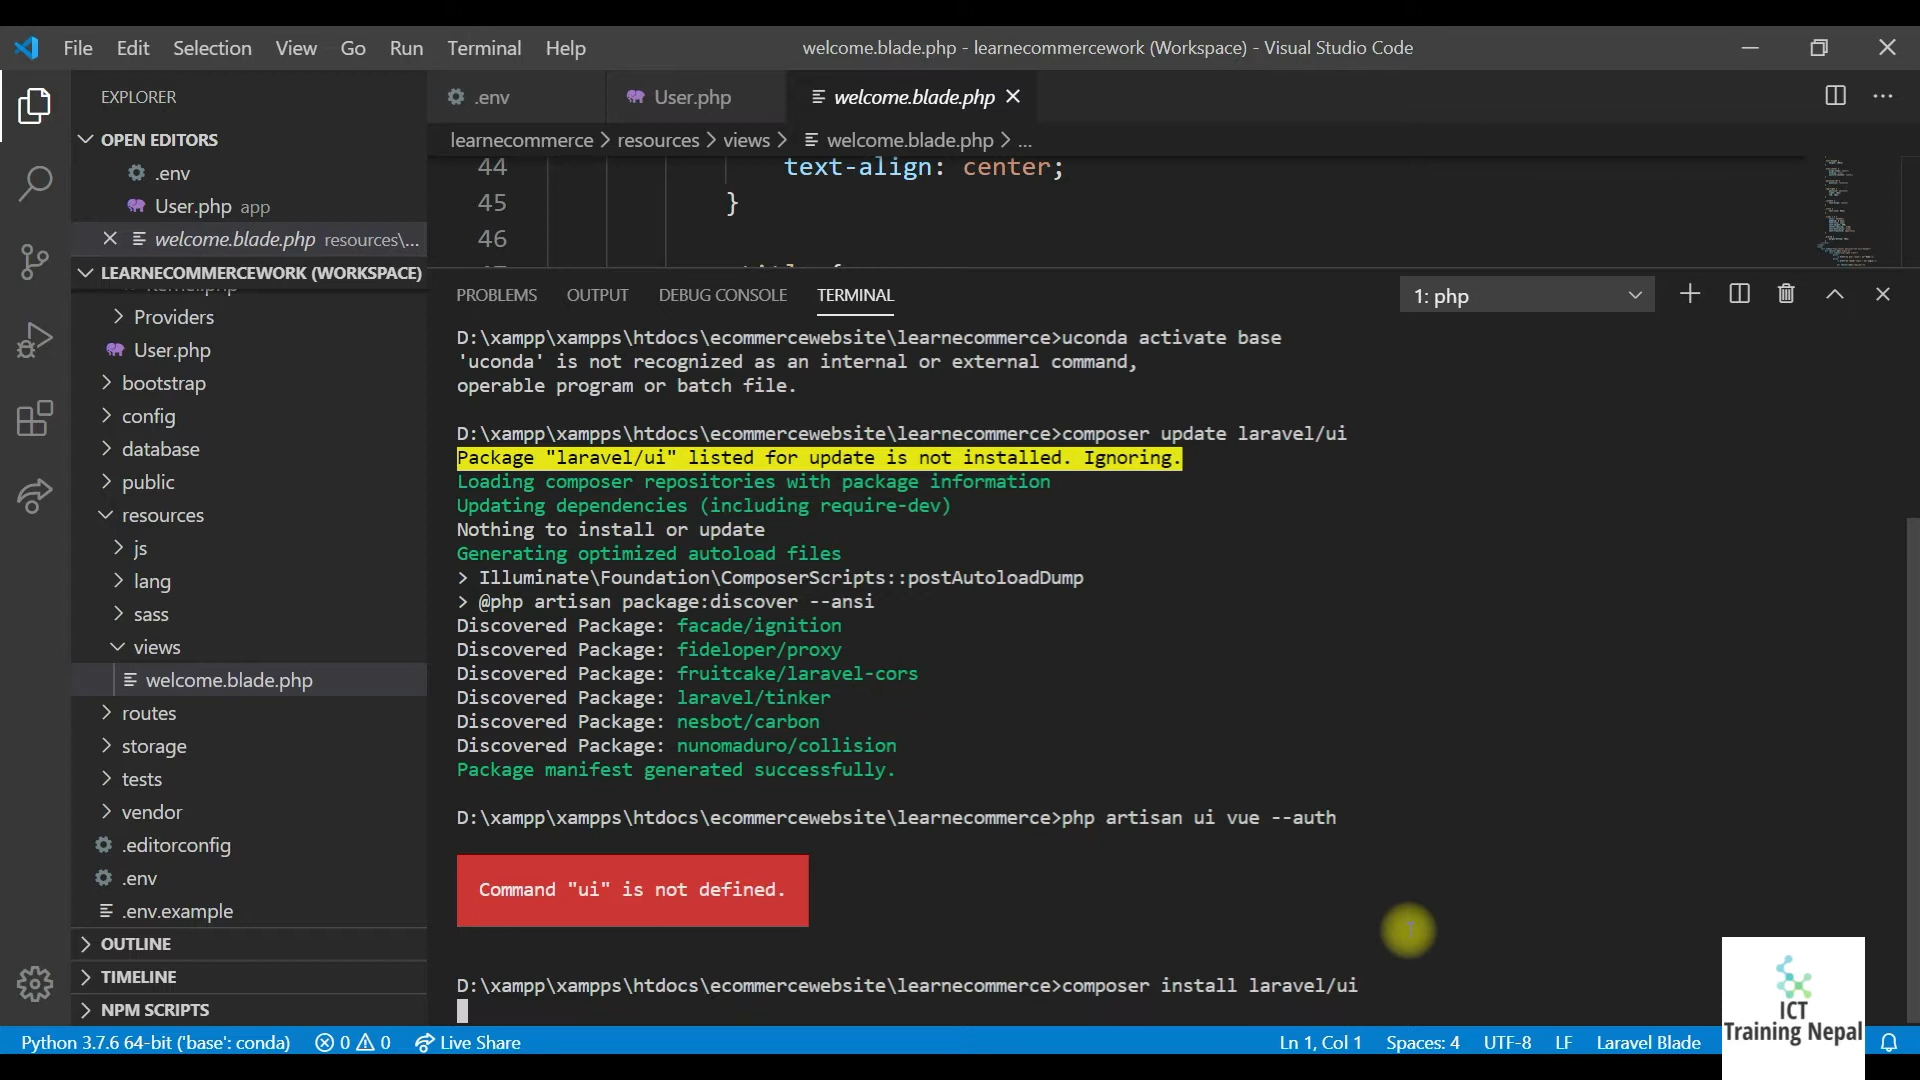 File Edit Selection View Go Run Terminal Help
welcome.blade.php - learnecommercework (Workspace) - Visual Studio Code
EXPLORER
OPEN EDITORS
.env
User.php app
welcome.blade.php resources\...
LEARNECOMMERCEWORK (WORKSPACE)
Kernel.php
Providers
User.php
bootstrap
config
database
public
resources
js
lang
sass
views
welcome.blade.php
routes
storage
tests
vendor
.editorconfig
.env
.env.example
OUTLINE
TIMELINE
NPM SCRIPTS
.env User.php welcome.blade.php
learnecommerce > resources > views > welcome.blade.php > ...
44 text-align: center;
45 }
46
PROBLEMS OUTPUT DEBUG CONSOLE TERMINAL
1: php
D:\xampp\xampps\htdocs\ecommercewebsite\learnecommerce>uconda activate base
'uconda' is not recognized as an internal or external command,
operable program or batch file.
D:\xampp\xampps\htdocs\ecommercewebsite\learnecommerce>composer update laravel/ui
Package "laravel/ui" listed for update is not installed. Ignoring.
Loading composer repositories with package information
Updating dependencies (including require-dev)
Nothing to install or update
Generating optimized autoload files
> Illuminate\Foundation\ComposerScripts::postAutoloadDump
> @php artisan package:discover --ansi
Discovered Package: facade/ignition
Discovered Package: fideloper/proxy
Discovered Package: fruitcake/laravel-cors
Discovered Package: laravel/tinker
Discovered Package: nesbot/carbon
Discovered Package: nunomaduro/collision
Package manifest generated successfully.
D:\xampp\xampps\htdocs\ecommercewebsite\learnecommerce>php artisan ui vue --auth
Command "ui" is not defined.
D:\xampp\xampps\htdocs\ecommercewebsite\learnecommerce>composer install laravel/ui
ICT
Training Nepal
Python 3.7.6 64-bit ('base': conda) 0 0 Live Share
Ln 1, Col 1 Spaces: 4 UTF-8 LF Laravel Blade